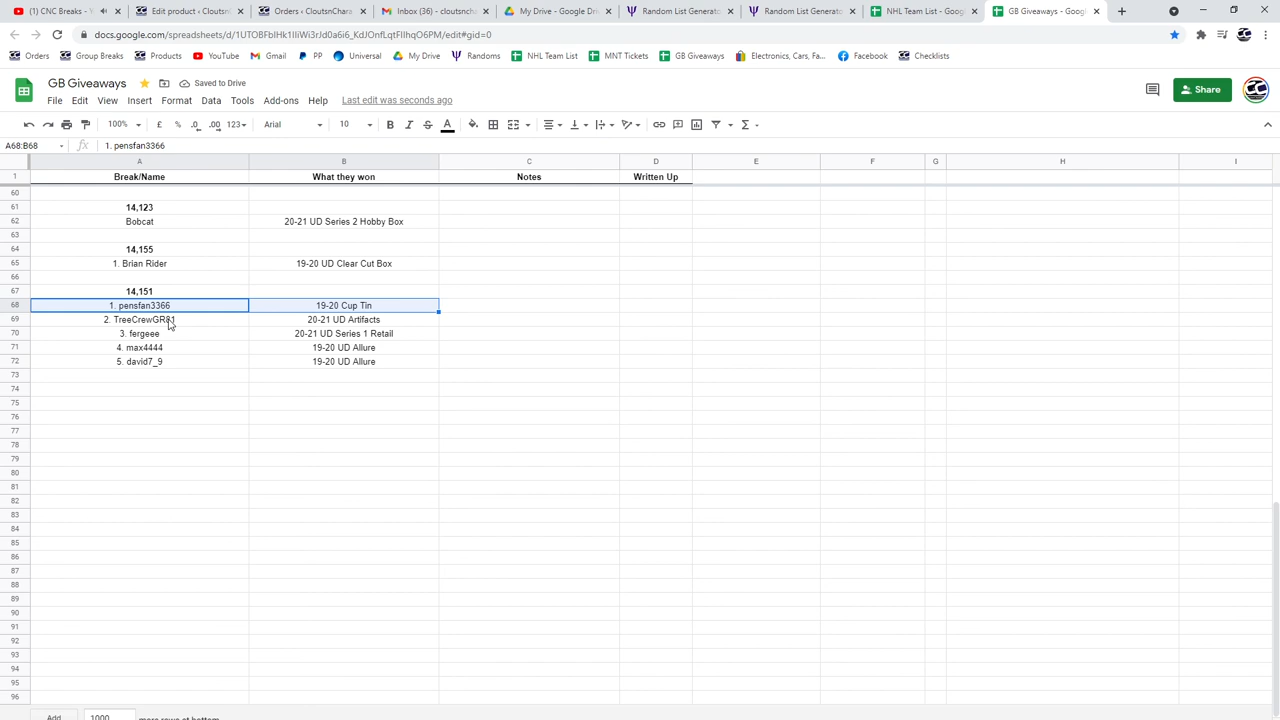 (1) CNC Breaks - Y
Edit product < CloutsnC
Orders < CloutsnChara
Inbox (36) - cloutsnch
My Drive - Google Dri
Random List Generato
Random List Generato
NHL Team List - Goog
GB Giveaways - Googl
docs.google.com/spreadsheets/d/
Orders
Group Breaks
Products
YouTube
PP
Gmail
Universal
My Drive
Randoms
NHL Team List
MNT Tickets
GB Giveaways
Electronics, Cars, Fa...
Facebook
Checklists
GB Giveaways
Saved to Drive
File Edit View Insert Format Data Tools Add-ons Help Last edit was seconds ago
Share
100% £ % .0 .00 123 Arial 10 B I S A
A68:B68 fx 1. pensfan3366
A B C D E F G H I
1 Break/Name What they won Notes Written Up
60
61 14,123
62 Bobcat 20-21 UD Series 2 Hobby Box
63
64 14,155
65 1. Brian Rider 19-20 UD Clear Cut Box
66
67 14,151
68 1. pensfan3366 19-20 Cup Tin
69 2. TreeCrewGR81 20-21 UD Artifacts
70 3. fergeee 20-21 UD Series 1 Retail
71 4. max4444 19-20 UD Allure
72 5. david7_9 19-20 UD Allure
73
74
75
76
77
78
79
80
81
82
83
84
85
86
87
88
89
90
91
92
93
94
95
96
Add 1000 more rows at bottom